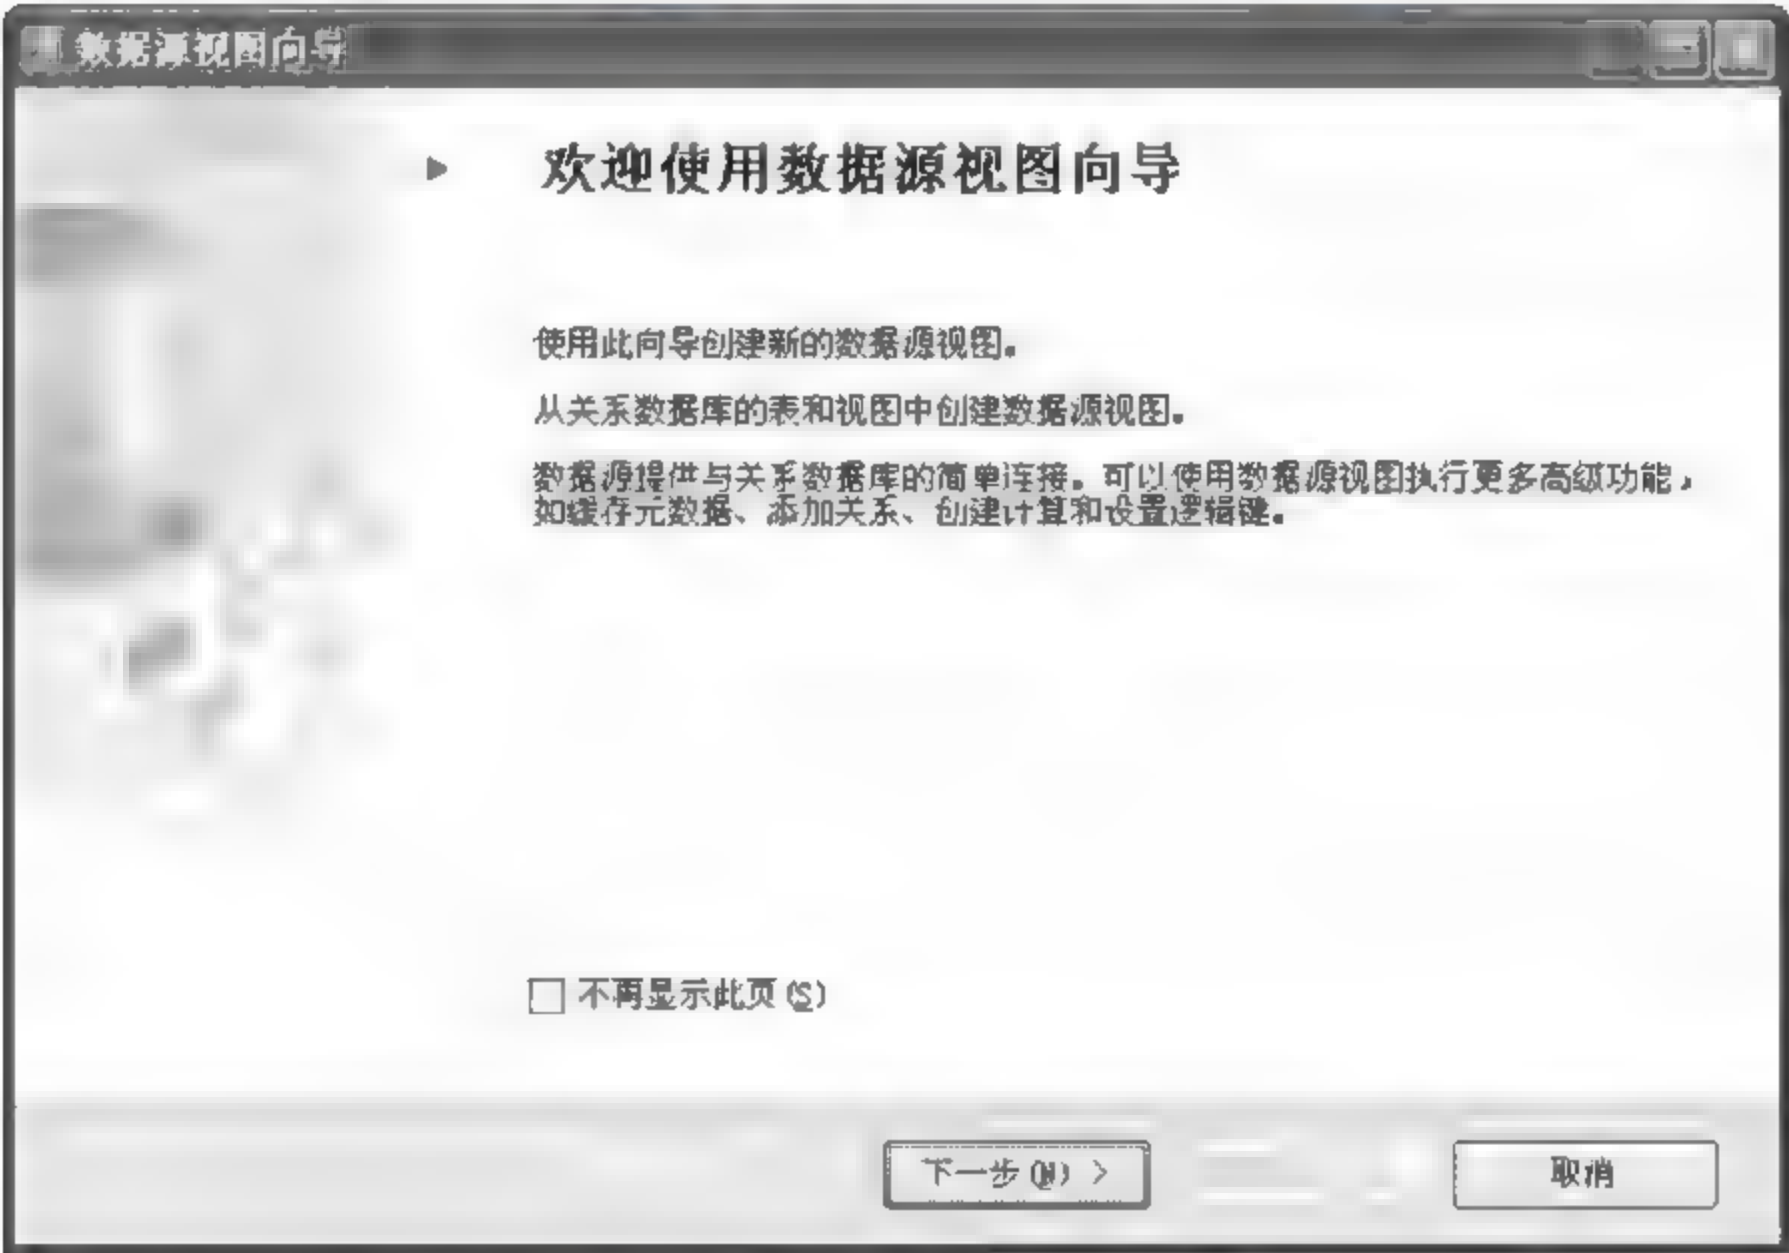 数据源视图向导
欢迎使用数据源视图向导
使用此向导创建新的数据源视图。
从关系数据库的表和视图中创建数据源视图。
数据源提供与关系数据库的简单连接。可以使用数据源视图执行更多高级功能，
如缓存元数据、添加关系、创建计算和设置逻辑键。
不再显示此页(S)
下一步(N) >
取消